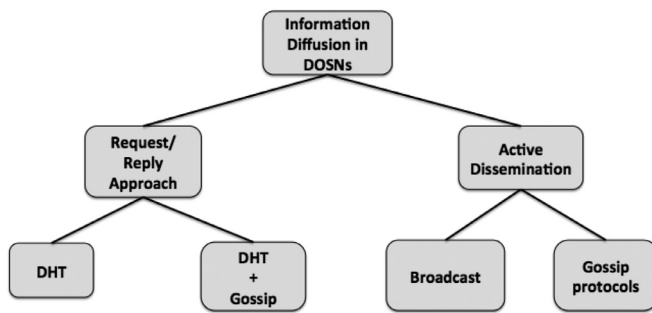 Information
Diffusion in
DOSNs
Request/
Reply
Approach
Active
Dissemination
DHT
DHT
+
Gossip
Broadcast
Gossip
protocols